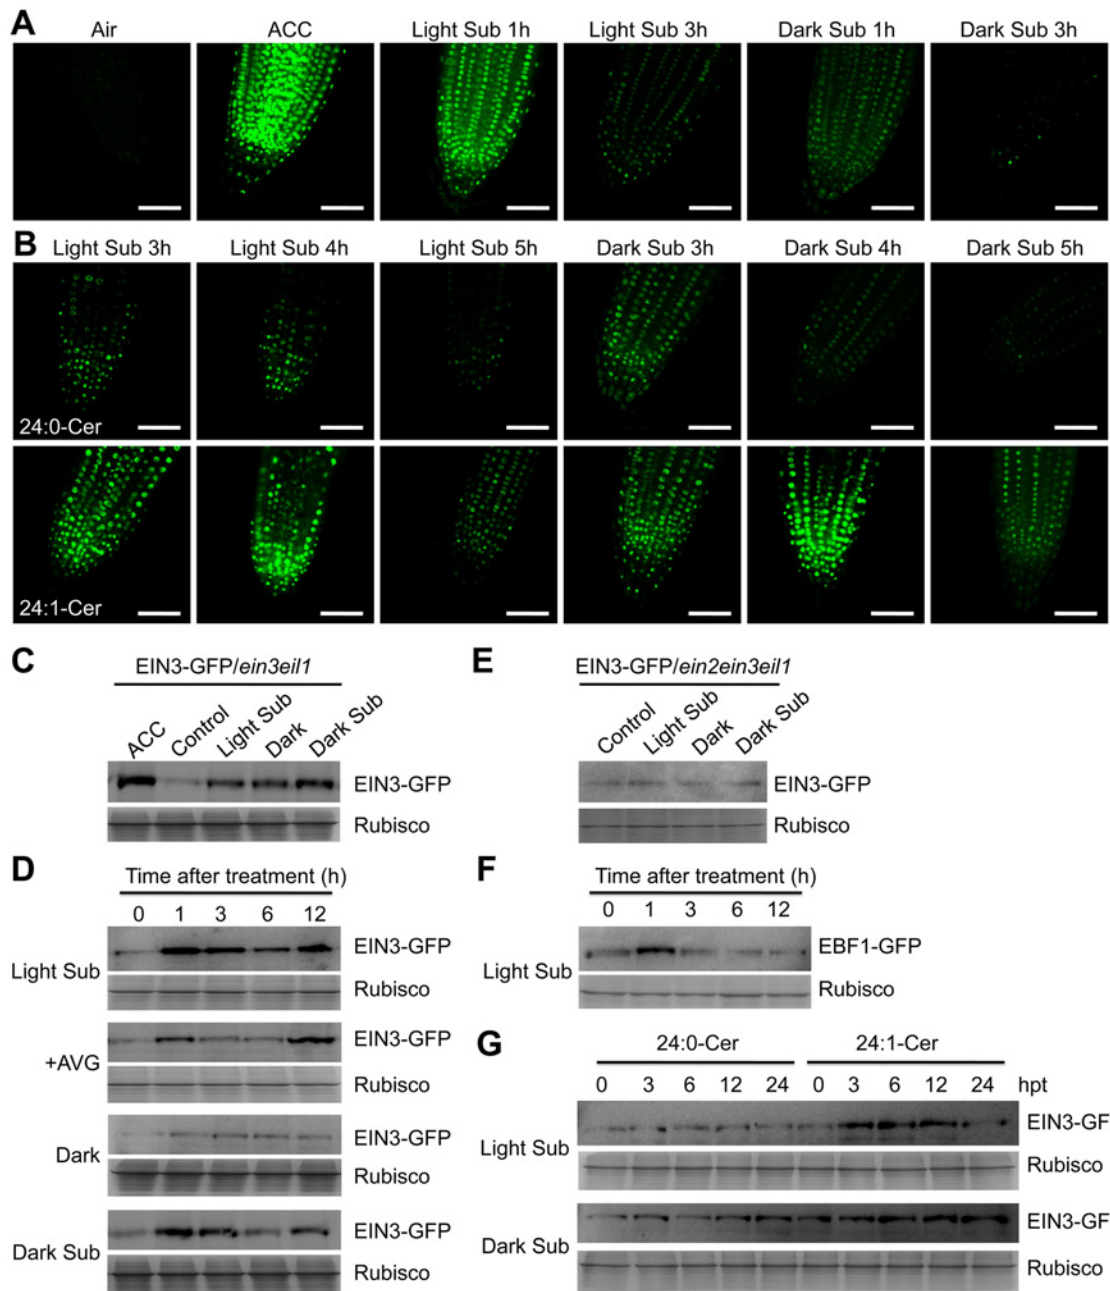 A
Air ACC Light Sub 1h Light Sub 3h Dark Sub 1h Dark Sub 3h
B
Light Sub 3h Light Sub 4h Light Sub 5h Dark Sub 3h Dark Sub 4h Dark Sub 5h
24:0-Cer
24:1-Cer
C
EIN3-GFP/ein3eil1
ACC Control Light Sub Dark Dark Sub
EIN3-GFP
Rubisco
D
Time after treatment (h)
0 1 3 6 12
Light Sub
EIN3-GFP
Rubisco
+AVG
EIN3-GFP
Rubisco
Dark
EIN3-GFP
Rubisco
Dark Sub
EIN3-GFP
Rubisco
E
EIN3-GFP/ein2ein3eil1
Control Light Sub Dark Dark Sub
EIN3-GFP
Rubisco
F
Time after treatment (h)
0 1 3 6 12
Light Sub
EBF1-GFP
Rubisco
G
24:0-Cer 24:1-Cer
0 3 6 12 24 0 3 6 12 24 hpt
Light Sub
EIN3-GF
Rubisco
Dark Sub
EIN3-GF
Rubisco